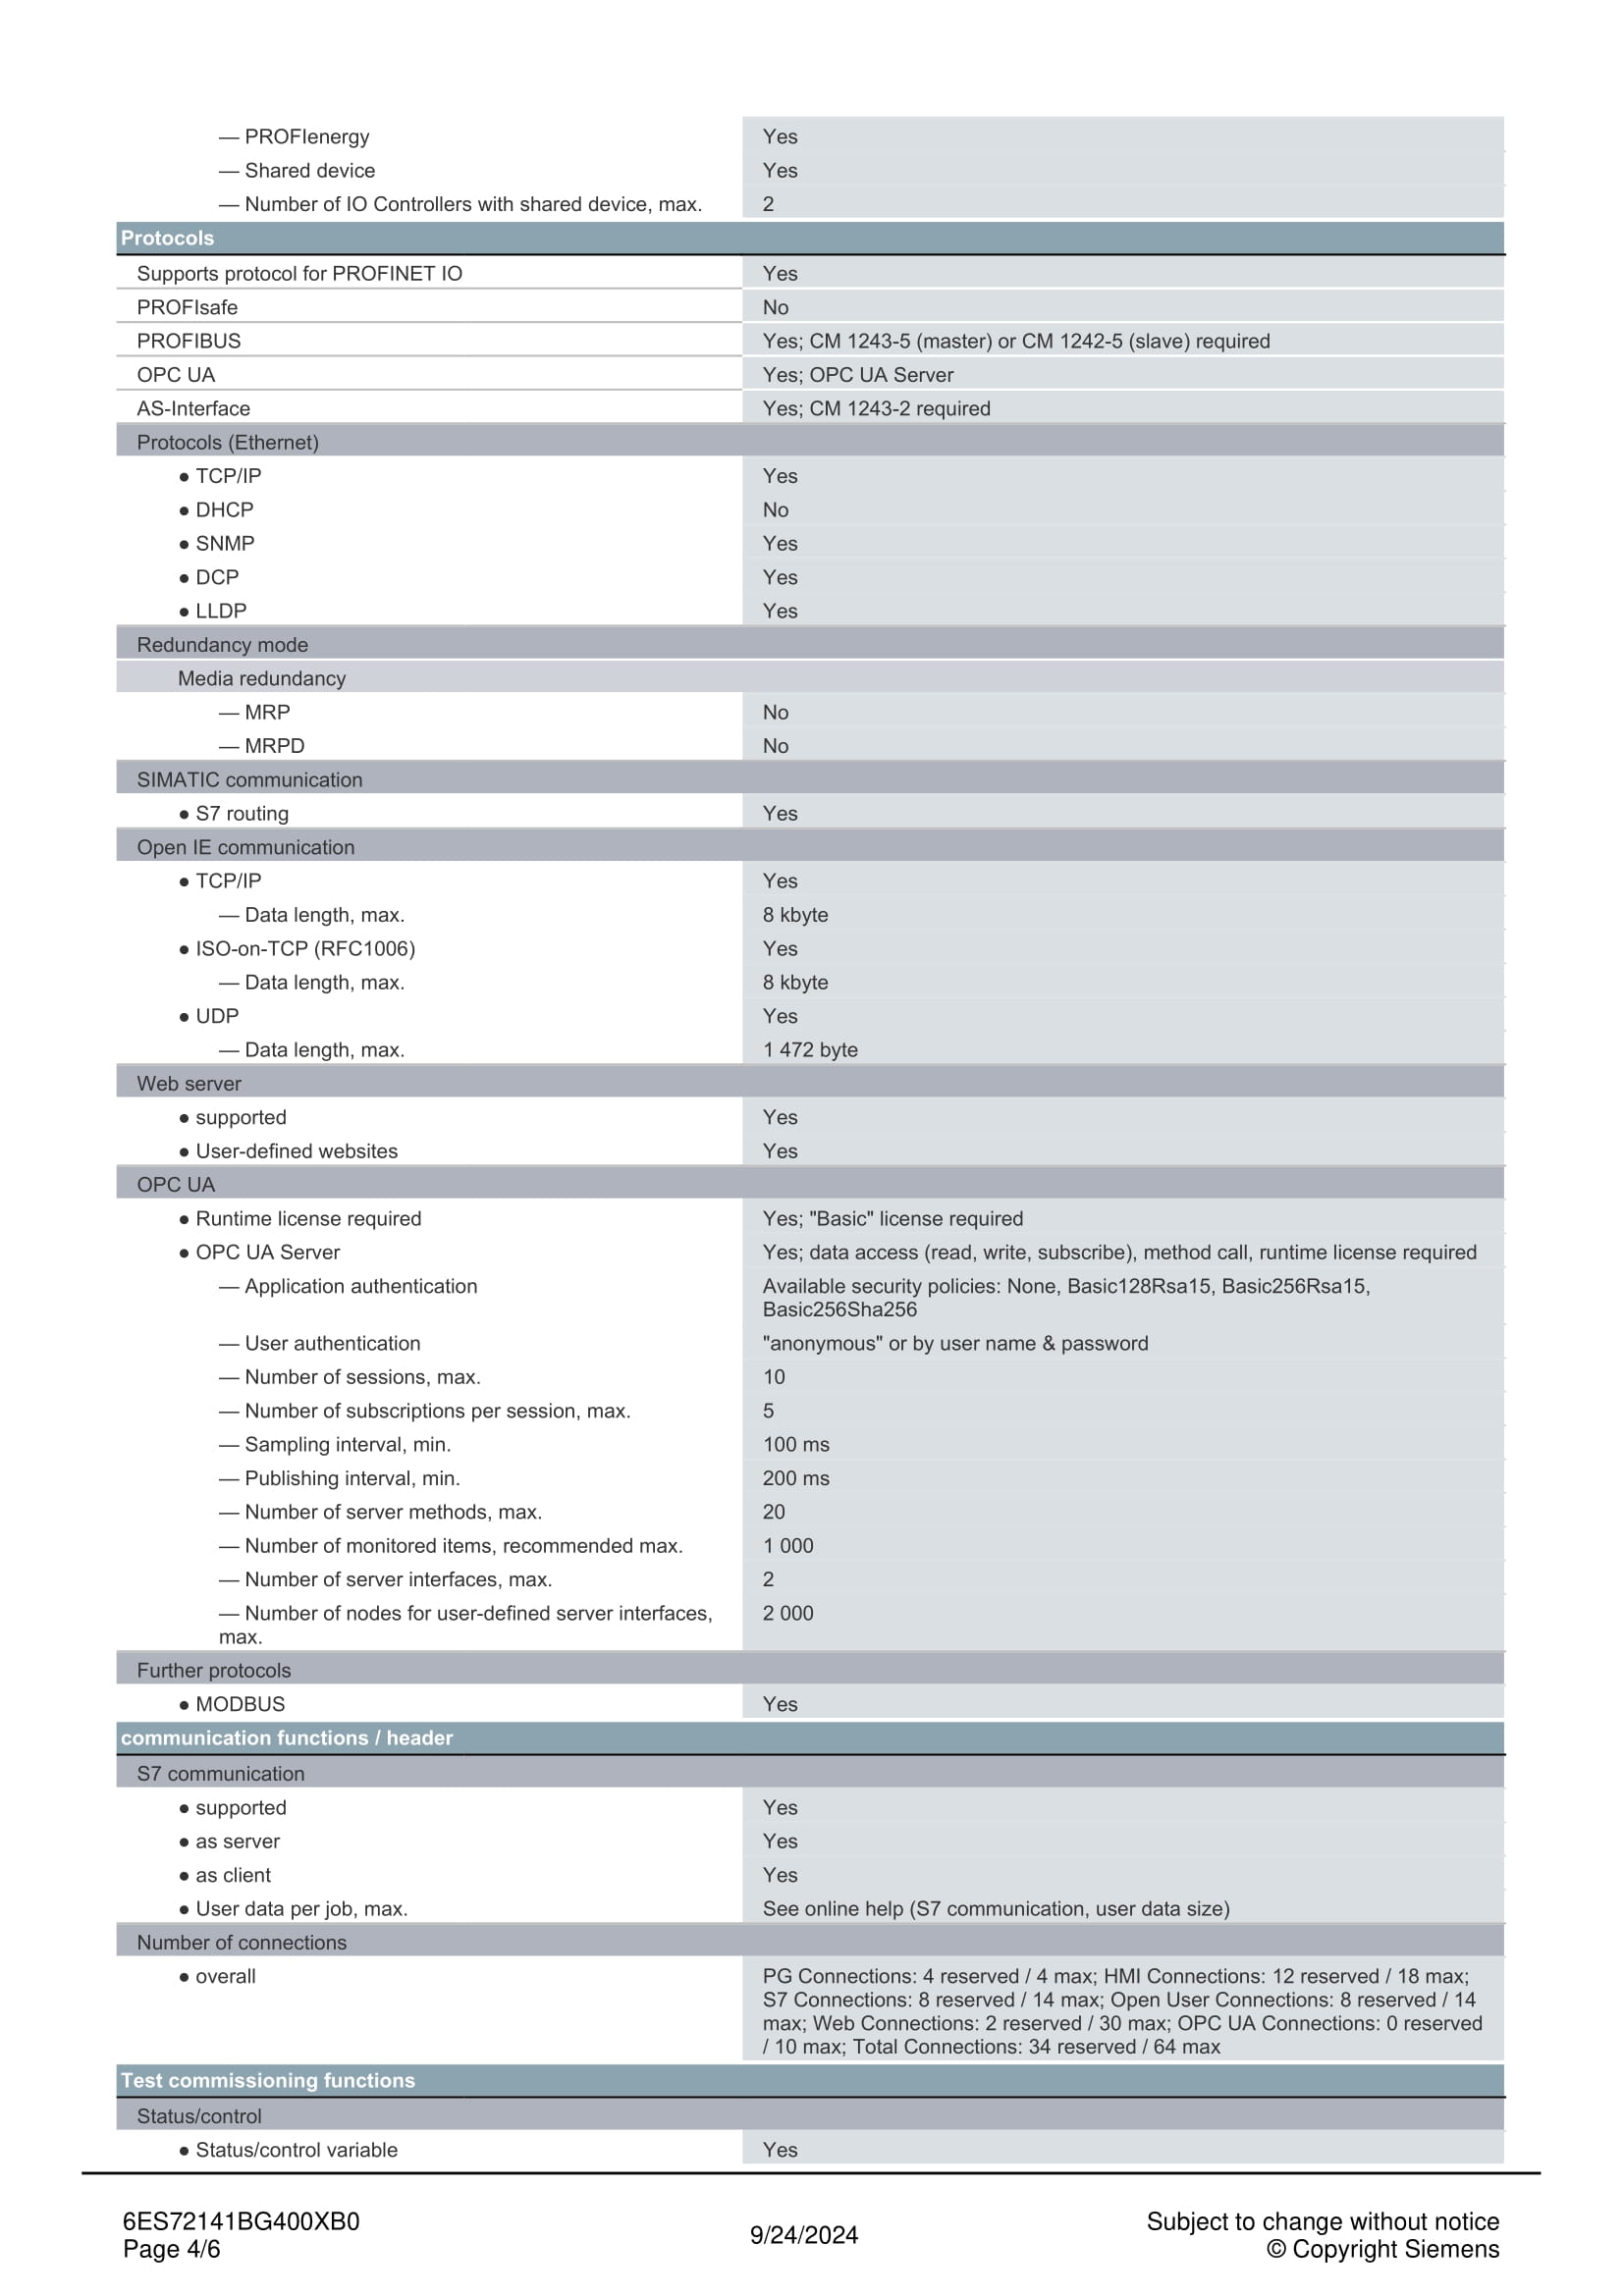 — PROFIenergy Yes
— Shared device Yes
— Number of IO Controllers with shared device, max. 2
Protocols
Supports protocol for PROFINET IO Yes
PROFIsafe No
PROFIBUS Yes; CM 1243-5 (master) or CM 1242-5 (slave) required
OPC UA Yes; OPC UA Server
AS-Interface Yes; CM 1243-2 required
Protocols (Ethernet)
● TCP/IP Yes
● DHCP No
● SNMP Yes
● DCP Yes
● LLDP Yes
Redundancy mode
Media redundancy
— MRP No
— MRPD No
SIMATIC communication
● S7 routing Yes
Open IE communication
● TCP/IP Yes
— Data length, max. 8 kbyte
● ISO-on-TCP (RFC1006) Yes
— Data length, max. 8 kbyte
● UDP Yes
— Data length, max. 1 472 byte
Web server
● supported Yes
● User-defined websites Yes
OPC UA
● Runtime license required Yes; "Basic" license required
● OPC UA Server Yes; data access (read, write, subscribe), method call, runtime license required
— Application authentication Available security policies: None, Basic128Rsa15, Basic256Rsa15,
Basic256Sha256
— User authentication "anonymous" or by user name & password
— Number of sessions, max. 10
— Number of subscriptions per session, max. 5
— Sampling interval, min. 100 ms
— Publishing interval, min. 200 ms
— Number of server methods, max. 20
— Number of monitored items, recommended max. 1 000
— Number of server interfaces, max. 2
— Number of nodes for user-defined server interfaces, 2 000
max.
Further protocols
● MODBUS Yes
communication functions / header
S7 communication
● supported Yes
● as server Yes
● as client Yes
● User data per job, max. See online help (S7 communication, user data size)
Number of connections
● overall PG Connections: 4 reserved / 4 max; HMI Connections: 12 reserved / 18 max;
S7 Connections: 8 reserved / 14 max; Open User Connections: 8 reserved / 14
max; Web Connections: 2 reserved / 30 max; OPC UA Connections: 0 reserved
/ 10 max; Total Connections: 34 reserved / 64 max
Test commissioning functions
Status/control
● Status/control variable Yes
6ES72141BG400XB0 9/24/2024 Subject to change without notice
Page 4/6 © Copyright Siemens